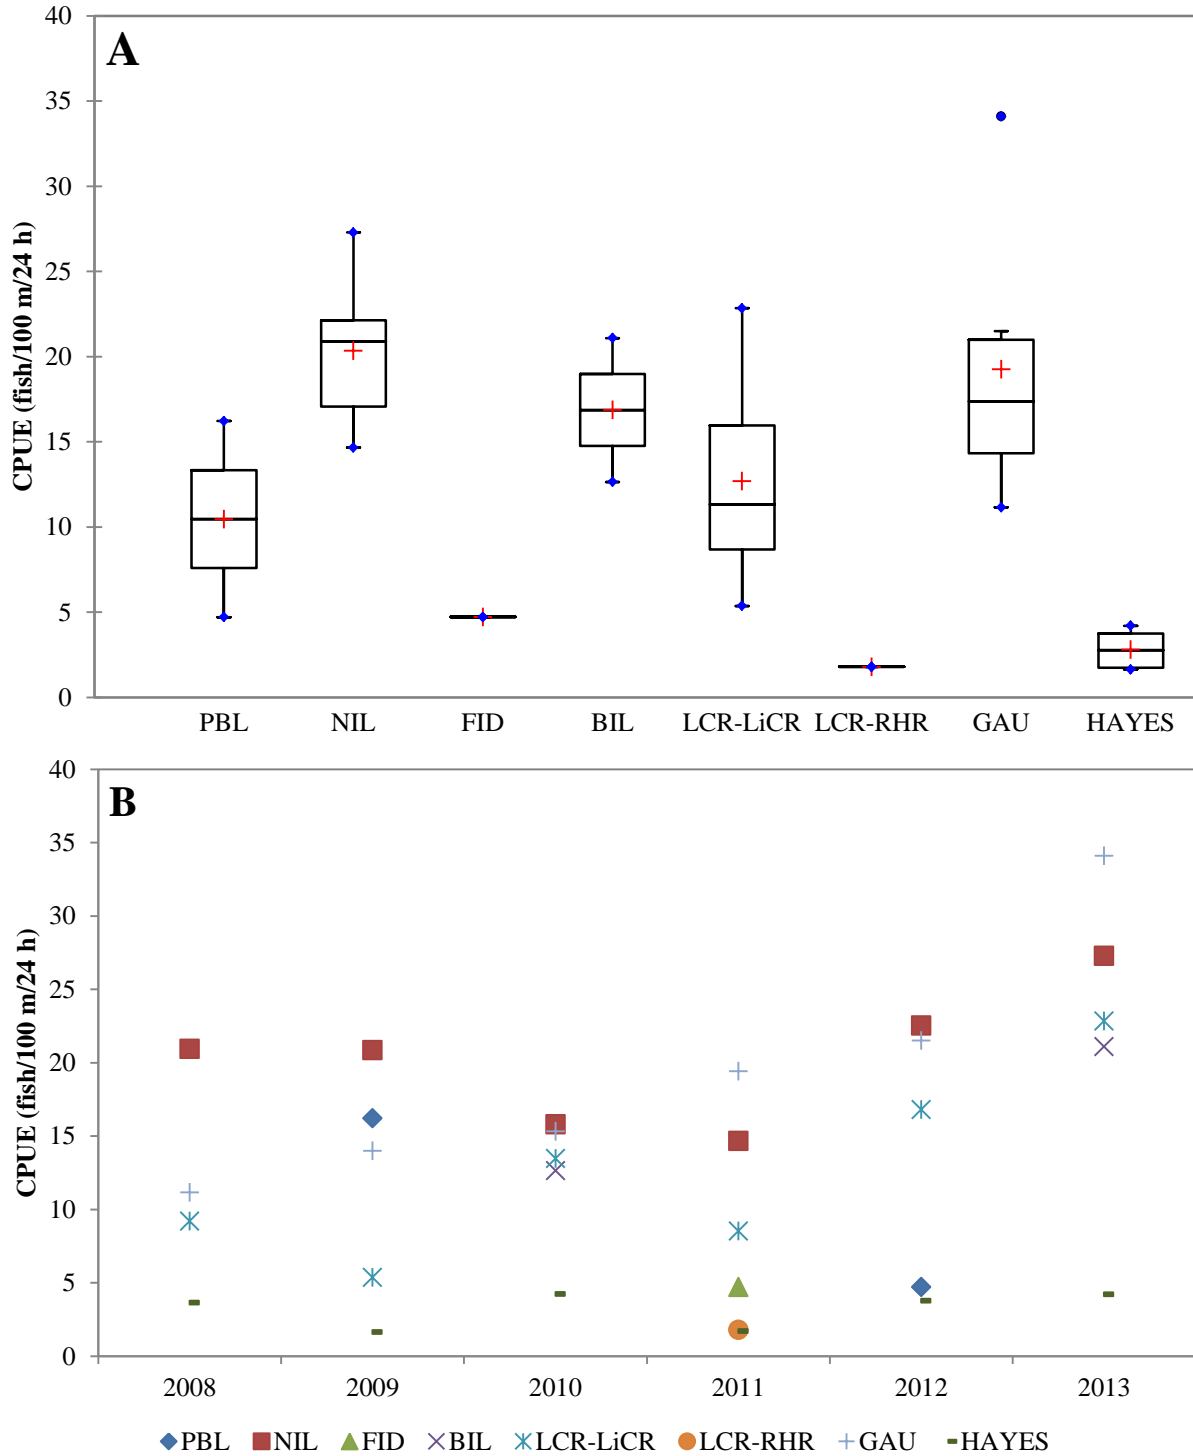 A
40
35
30
25
20
15
10
5
0
CPUE (fish/100 m/24 h)
PBL NIL FID BIL LCR-LiCR LCR-RHR GAU HAYES
B
40
35
30
25
20
15
10
5
0
CPUE (fish/100 m/24 h)
2008 2009 2010 2011 2012 2013
PBL NIL FID BIL LCR-LiCR LCR-RHR GAU HAYES